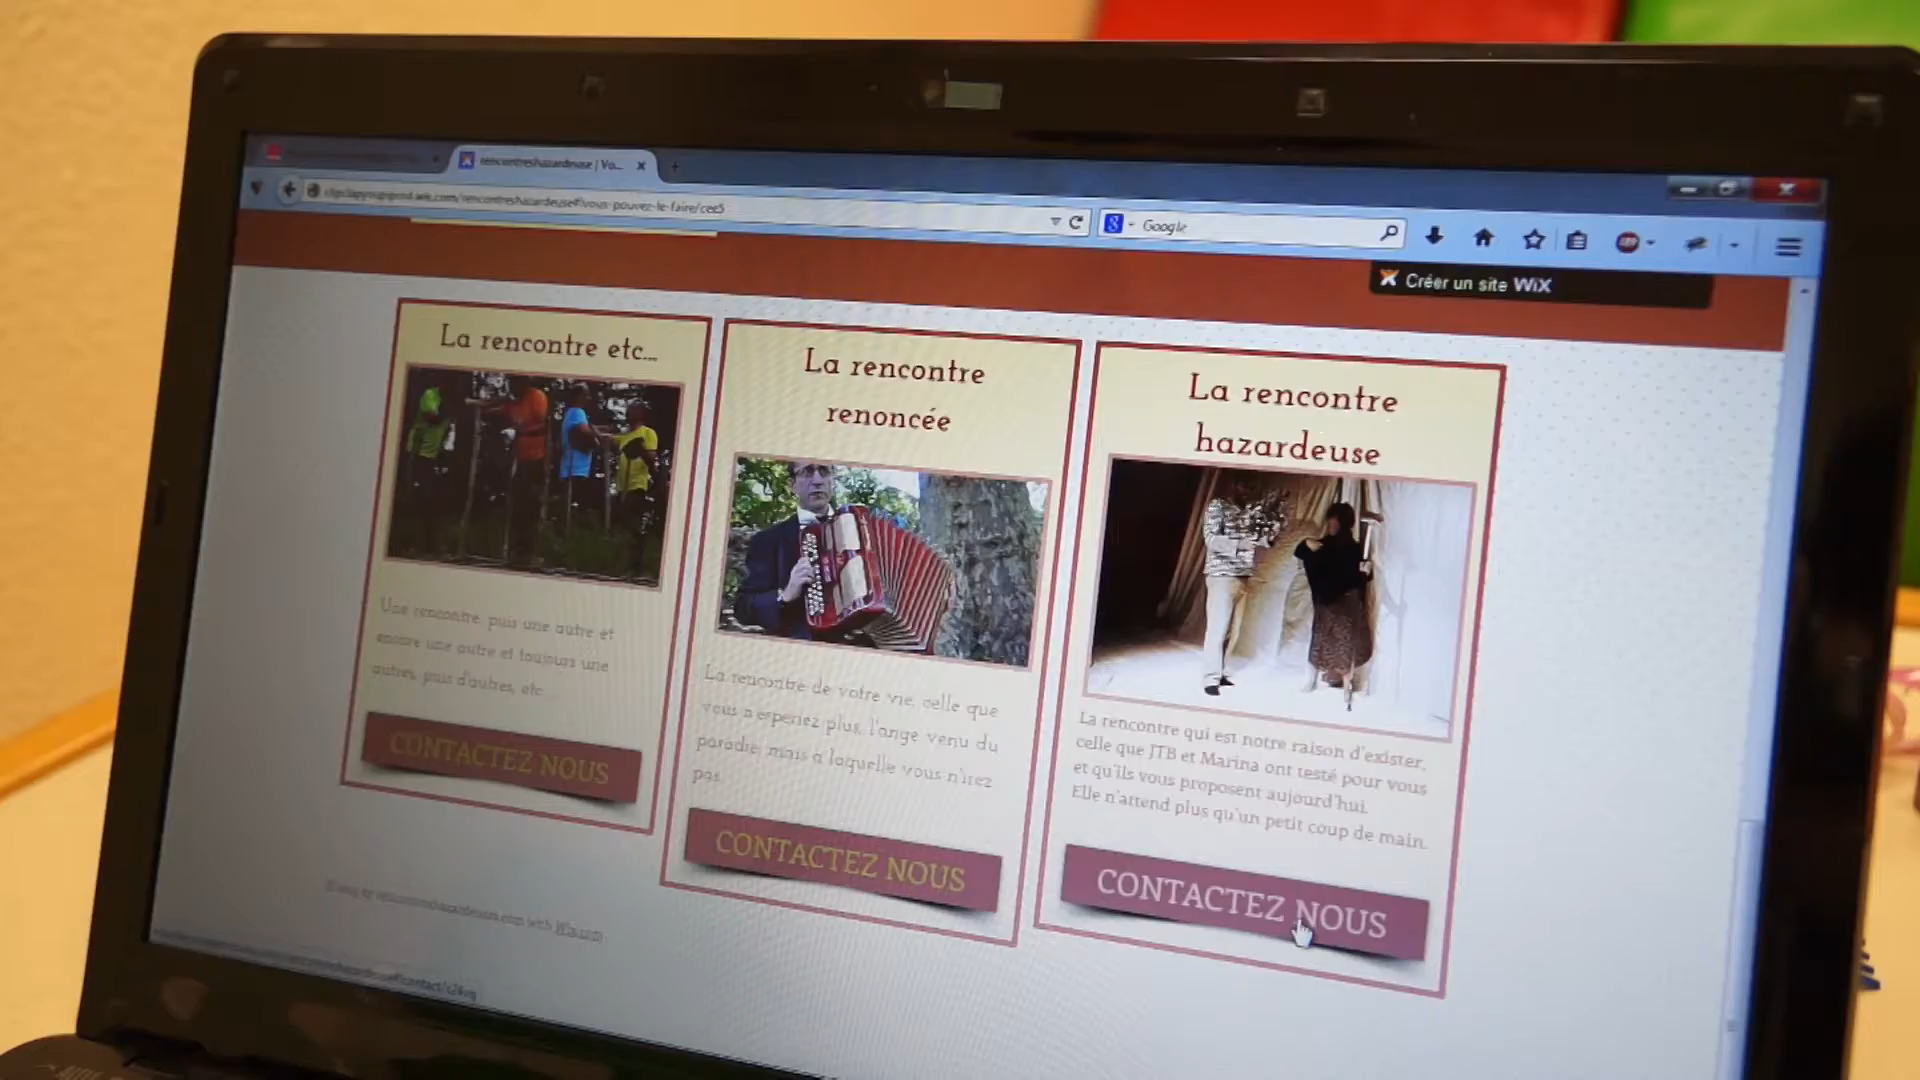 rencontreshazardeuse | Vo...
Google
Créer un site WiX
La rencontre etc...
Une rencontre, puis une autre et
encore une autre et toujours une
autres, puis d'autres, etc
CONTACTEZ NOUS
La rencontre
renoncée
La rencontre de votre vie, celle que
vous n'esperiez plus, l'ange venu du
paradie, mais a laquelle vous n'irez
pas.
CONTACTEZ NOUS
La rencontre
hazardeuse
La rencontre qui est notre raison d'exister,
celle que JTB et Marina ont testé pour vous
et qu'ils vous proposent aujourd'hui.
Elle n'attend plus qu'un petit coup de main.
CONTACTEZ NOUS